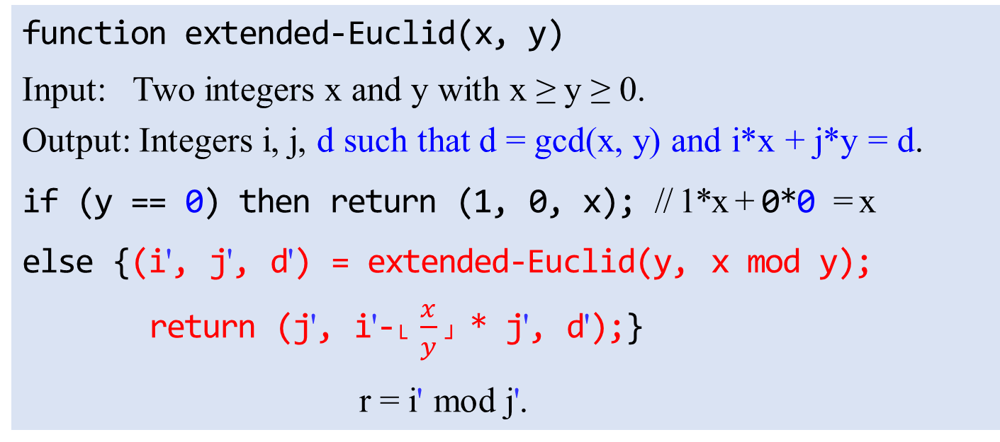 function extended-Euclid(x, y)
Input: Two integers x and y with x ≥ y ≥ 0.
Output: Integers i, j, d such that d = gcd(x, y) and i*x + j*y = d.
if (y == 0) then return (1, 0, x); // 1*x + 0*0 = x
else {(i', j', d') = extended-Euclid(y, x mod y);
return (j', i'-⌊x/y⌋ * j', d');}
r = i' mod j'.